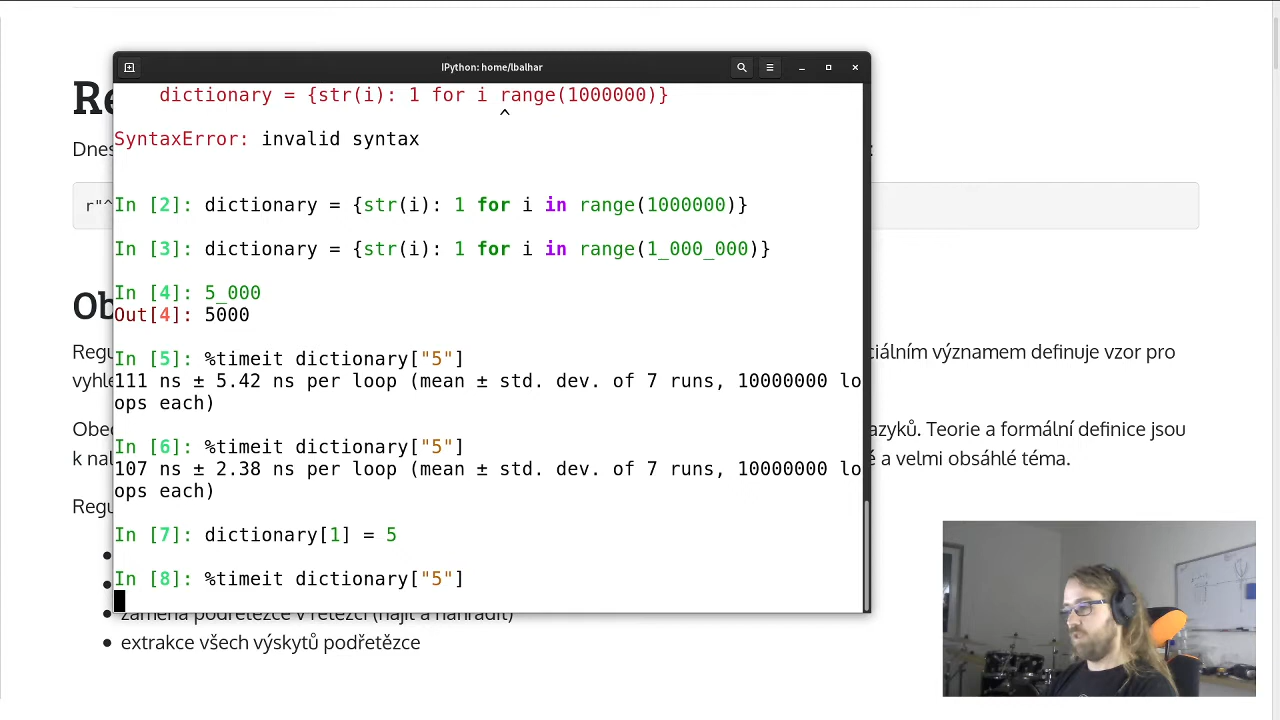 IPython: home/lbalhar
dictionary = {str(i): 1 for i range(1000000)}
^
SyntaxError: invalid syntax
In [2]: dictionary = {str(i): 1 for i in range(1000000)}
In [3]: dictionary = {str(i): 1 for i in range(1_000_000)}
In [4]: 5_000
Out[4]: 5000
In [5]: %timeit dictionary["5"]
111 ns ± 5.42 ns per loop (mean ± std. dev. of 7 runs, 10000000 lo
ops each)
In [6]: %timeit dictionary["5"]
107 ns ± 2.38 ns per loop (mean ± std. dev. of 7 runs, 10000000 lo
ops each)
In [7]: dictionary[1] = 5
In [8]: %timeit dictionary["5"]
Re
Dnes
r"^
Ob
Regu
ciálním významem definuje vzor pro
vyhle
Obec
azyků. Teorie a formální definice jsou
k nal
é a velmi obsáhlé téma.
Regu
záměna podřetězce v řetězci (najít a nahradit)
extrakce všech výskytů podřetězce